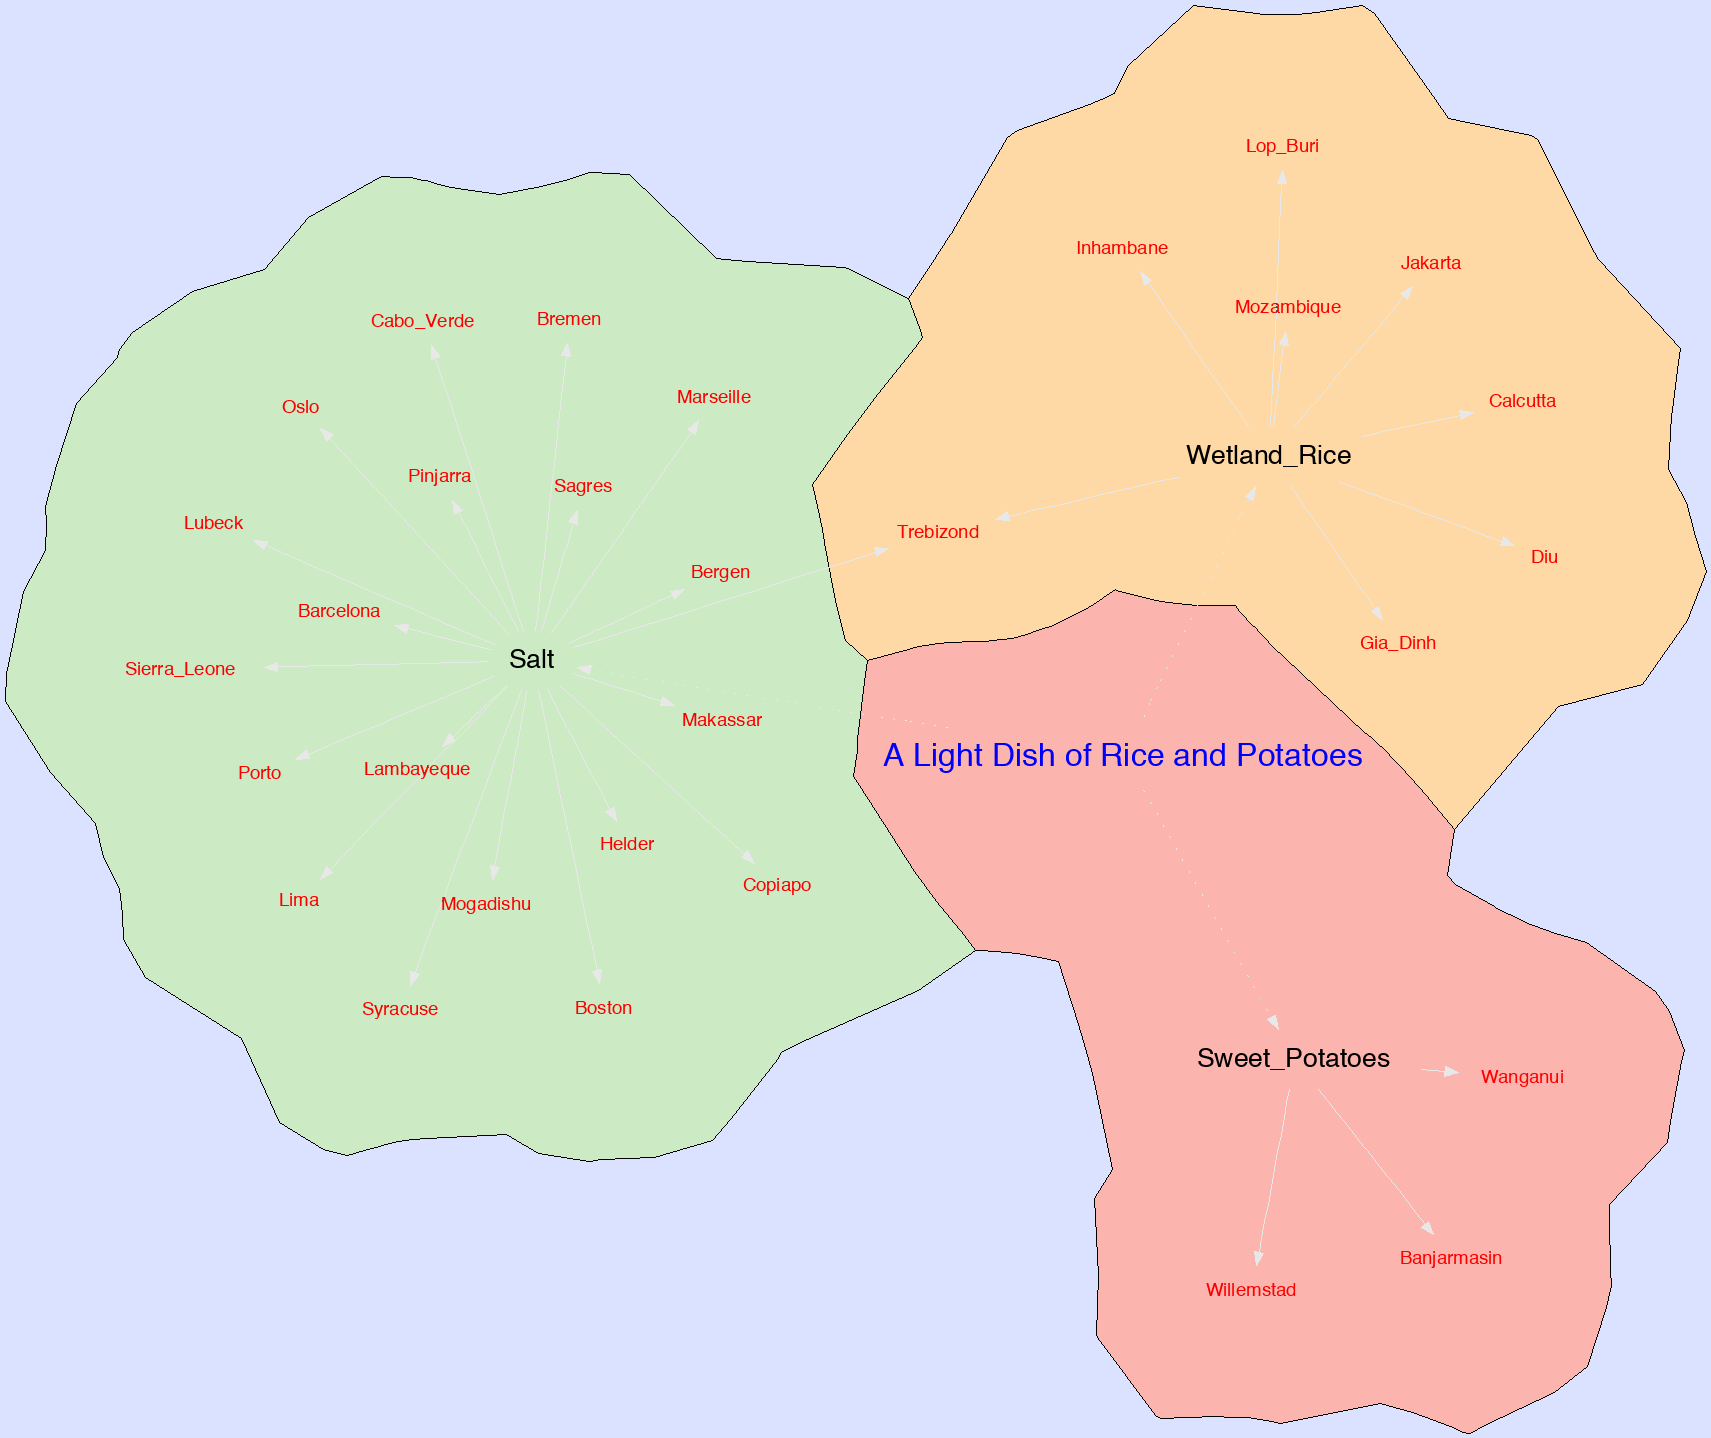 Lop_Buri
Inhambane
Jakarta
Mozambique
Cabo_Verde
Bremen
Marseille
Oslo
Calcutta
Wetland_Rice
Pinjarra
Sagres
Lubeck
Trebizond
Diu
Bergen
Barcelona
Gia_Dinh
Salt
Sierra_Leone
Makassar
A Light Dish of Rice and Potatoes
Porto
Lambayeque
Helder
Copiapo
Lima
Mogadishu
Syracuse
Boston
Sweet_Potatoes
Wanganui
Banjarmasin
Willemstad